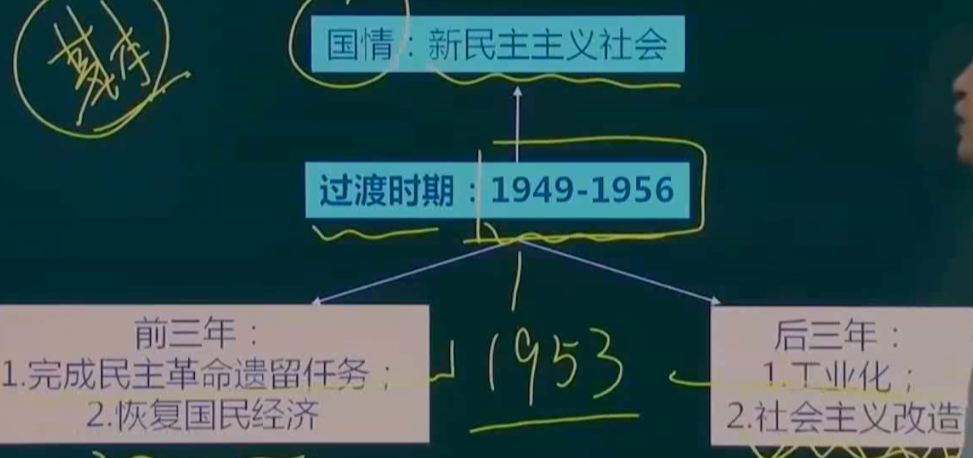 国情：新民主主义社会
过渡时期：1949-1956
前三年：
1.完成民主革命遗留任务；
2.恢复国民经济
1953
后三年：
1.工业化；
2.社会主义改造